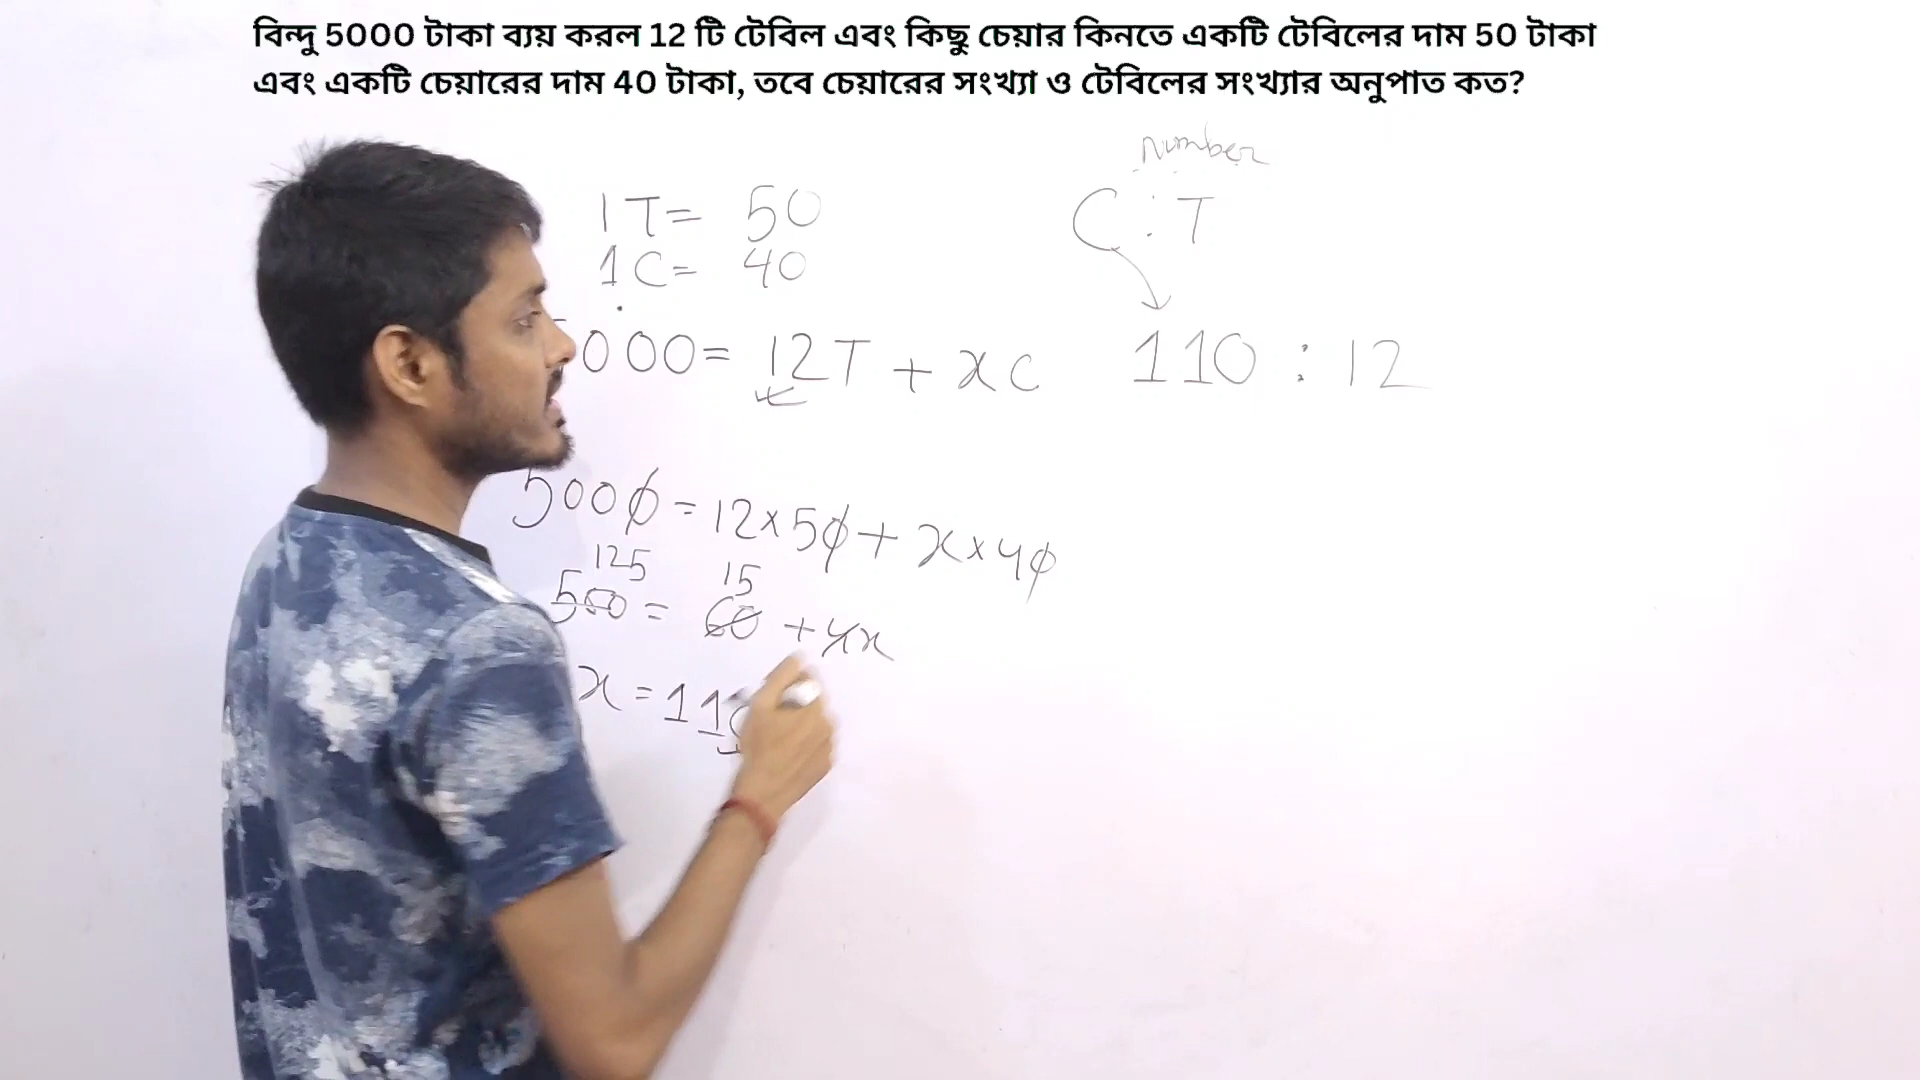 বিন্দু 5000 টাকা ব্যয় করল 12 টি টেবিল এবং কিছু চেয়ার কিনতে একটি টেবিলের দাম 50 টাকা
এবং একটি চেয়ারের দাম 40 টাকা, তবে চেয়ারের সংখ্যা ও টেবিলের সংখ্যার অনুপাত কত?
number
1T= 50
C : T
1C= 40
000= 12T + xc
110 : 12
5000 = 12×50 + x×40
125 15
500 = 60 + 4x
x = 110